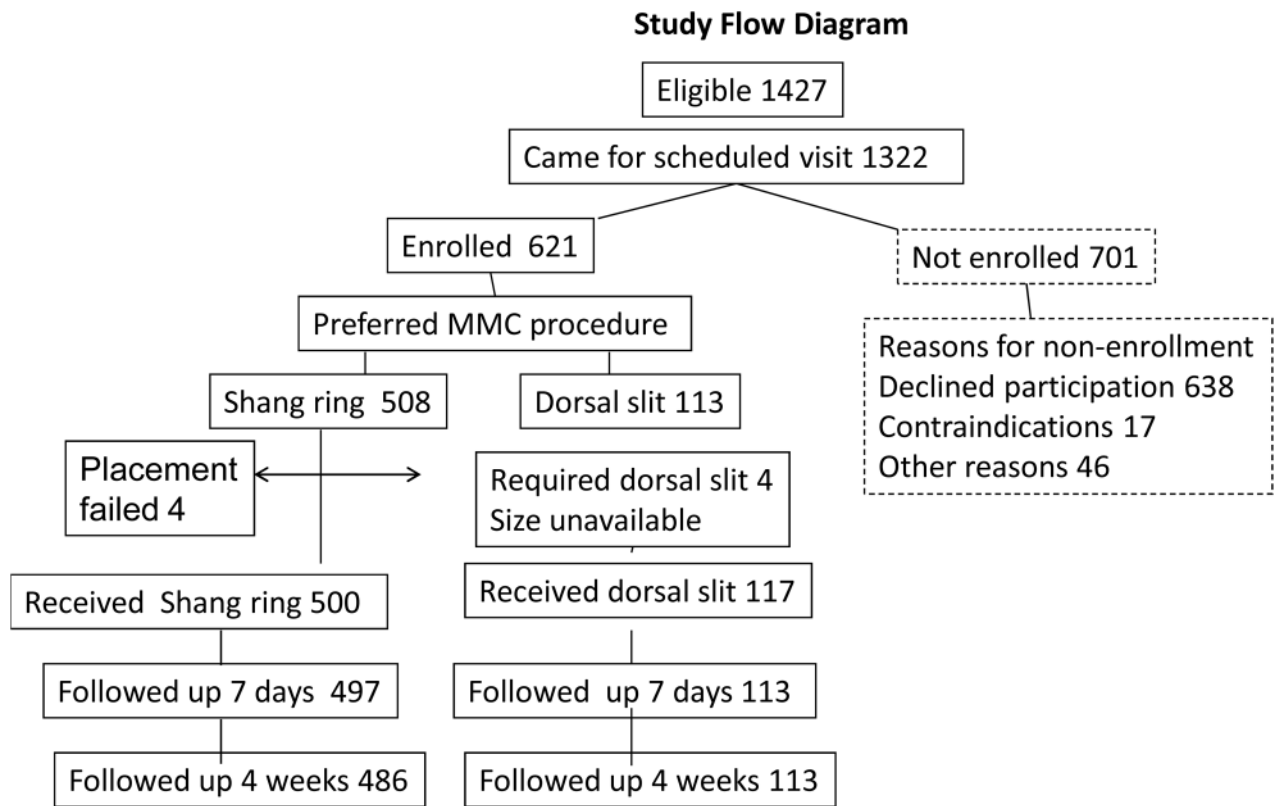 Study Flow Diagram
Eligible 1427
Came for scheduled visit 1322
Enrolled 621
Not enrolled 701
Preferred MMC procedure
Reasons for non-enrollment
Declined participation 638
Contraindications 17
Other reasons 46
Shang ring 508
Dorsal slit 113
Placement
failed 4
Required dorsal slit 4
Size unavailable
Received Shang ring 500
Received dorsal slit 117
Followed up 7 days 497
Followed up 7 days 113
Followed up 4 weeks 486
Followed up 4 weeks 113